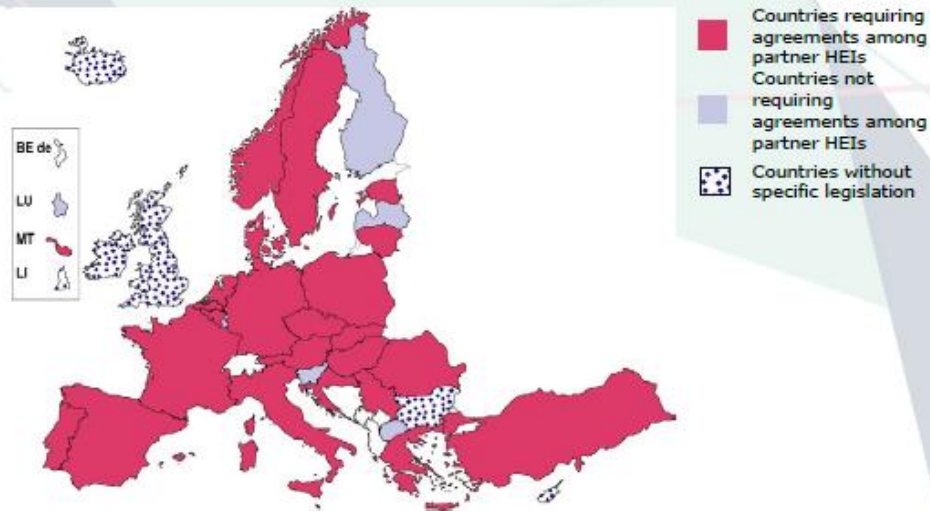 Countries requiring
agreements among
partner HEIs
Countries not
requiring
agreements among
partner HEIs
Countries without
specific legislation
BE de
LU
MT
LI